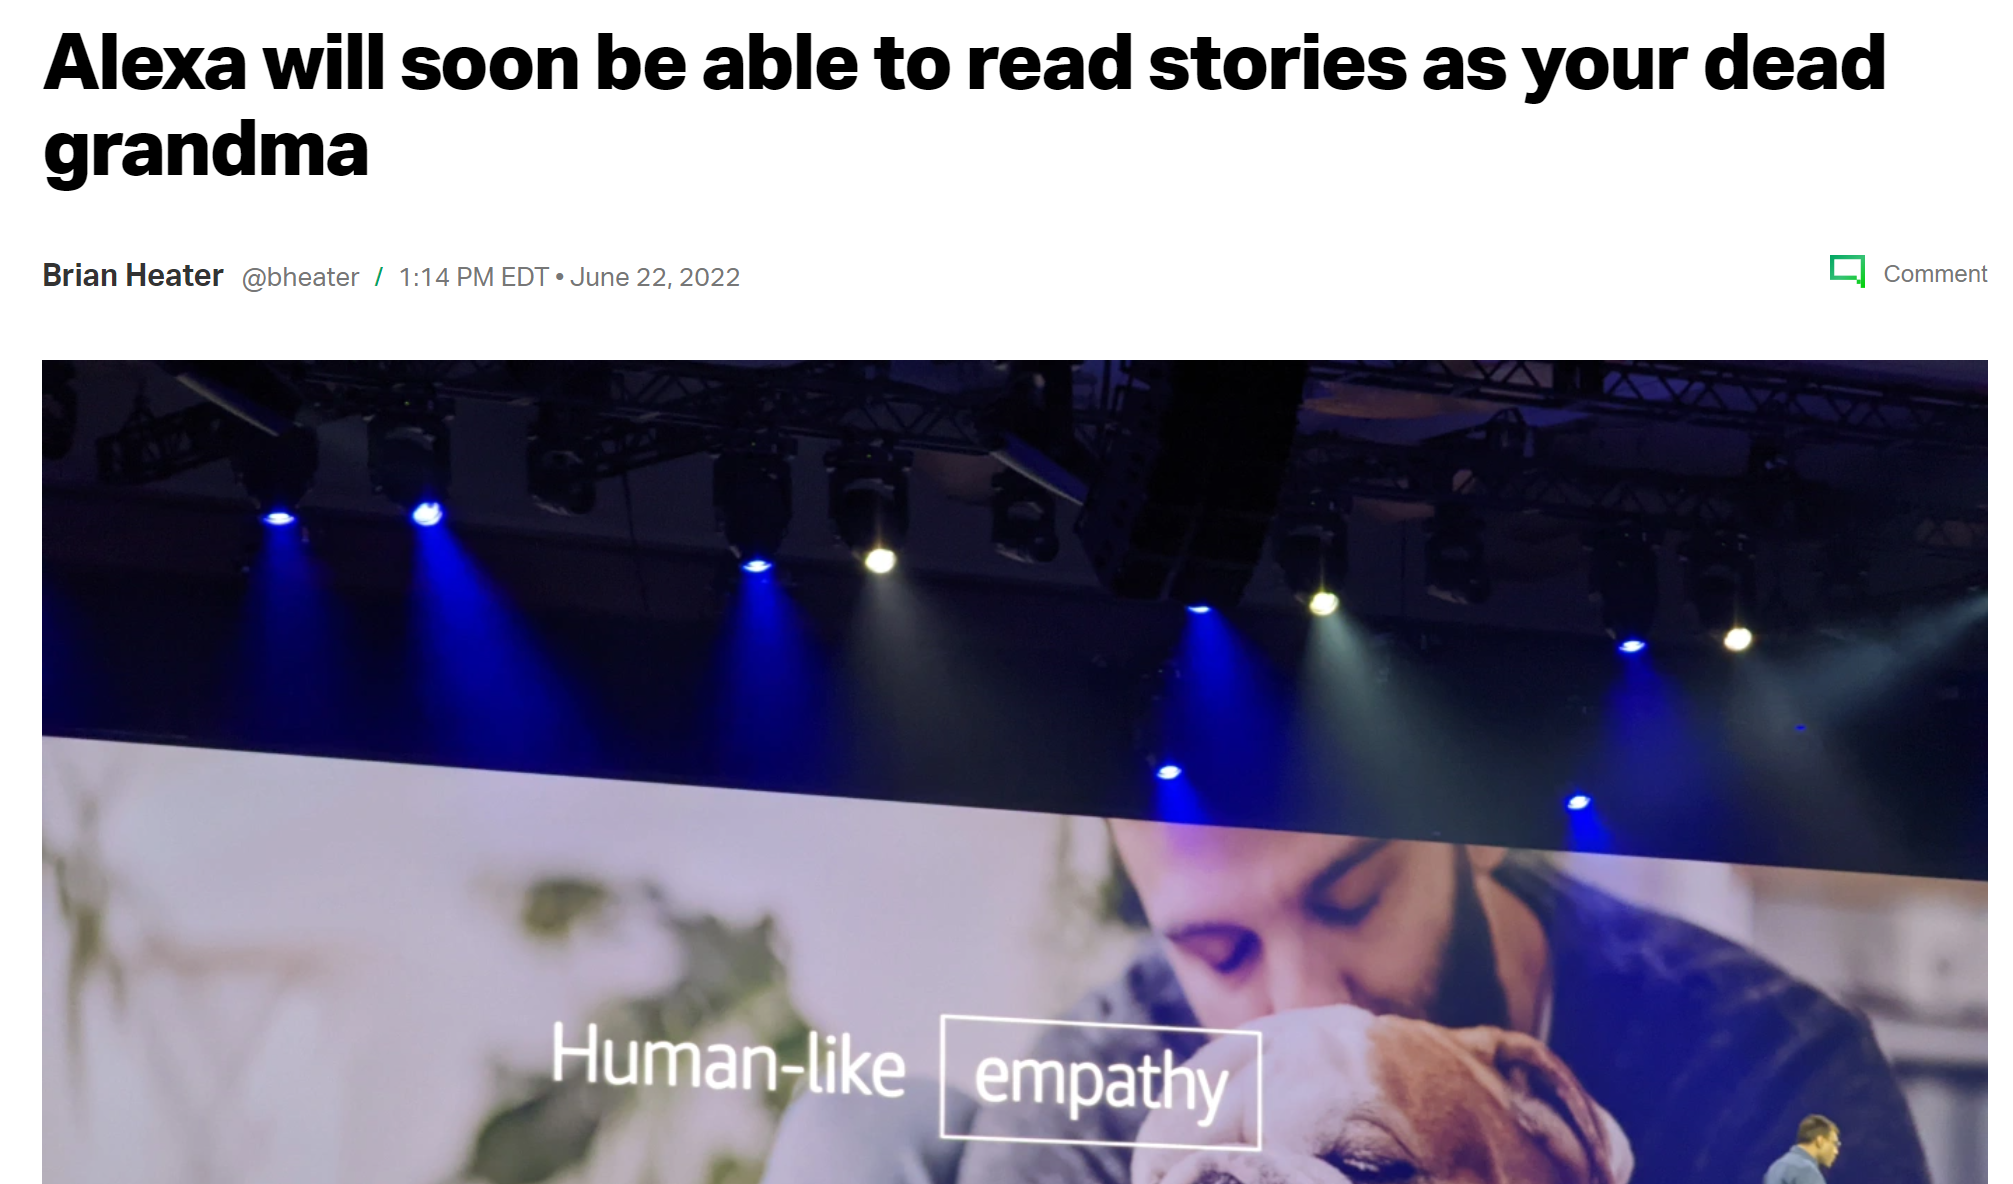 Alexa will soon be able to read stories as your dead
grandma
Brian Heater @bheater / 1:14 PM EDT • June 22, 2022
Comment
Human-like empathy